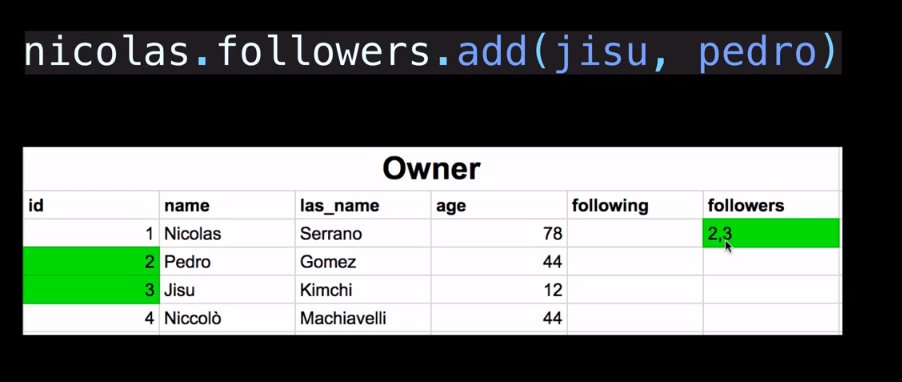 nicolas.followers.add(jisu, pedro)
Owner
id name las_name age following followers
1 Nicolas Serrano 78 2,3
2 Pedro Gomez 44
3 Jisu Kimchi 12
4 Niccolò Machiavelli 44